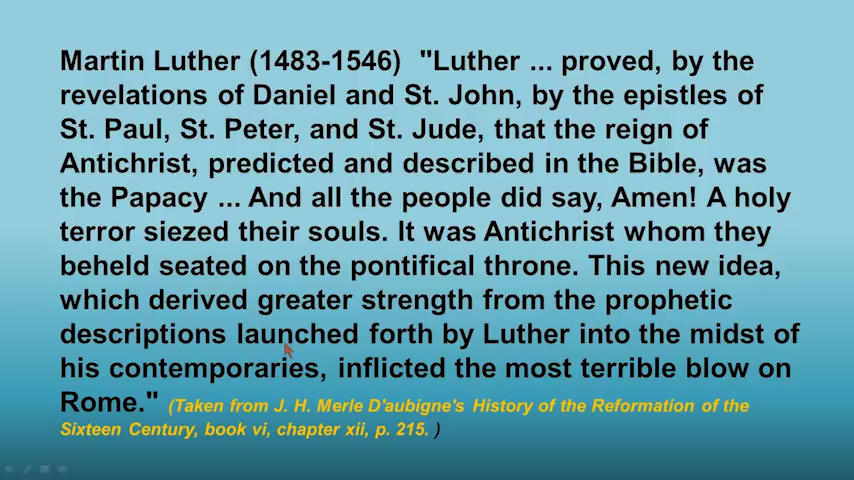 Martin Luther (1483-1546)  "Luther ... proved, by the
revelations of Daniel and St. John, by the epistles of
St. Paul, St. Peter, and St. Jude, that the reign of
Antichrist, predicted and described in the Bible, was
the Papacy ... And all the people did say, Amen! A holy
terror siezed their souls. It was Antichrist whom they
beheld seated on the pontifical throne. This new idea,
which derived greater strength from the prophetic
descriptions launched forth by Luther into the midst of
his contemporaries, inflicted the most terrible blow on
Rome." (Taken from J. H. Merle D'aubigne's History of the Reformation of the
Sixteen Century, book vi, chapter xii, p. 215. )